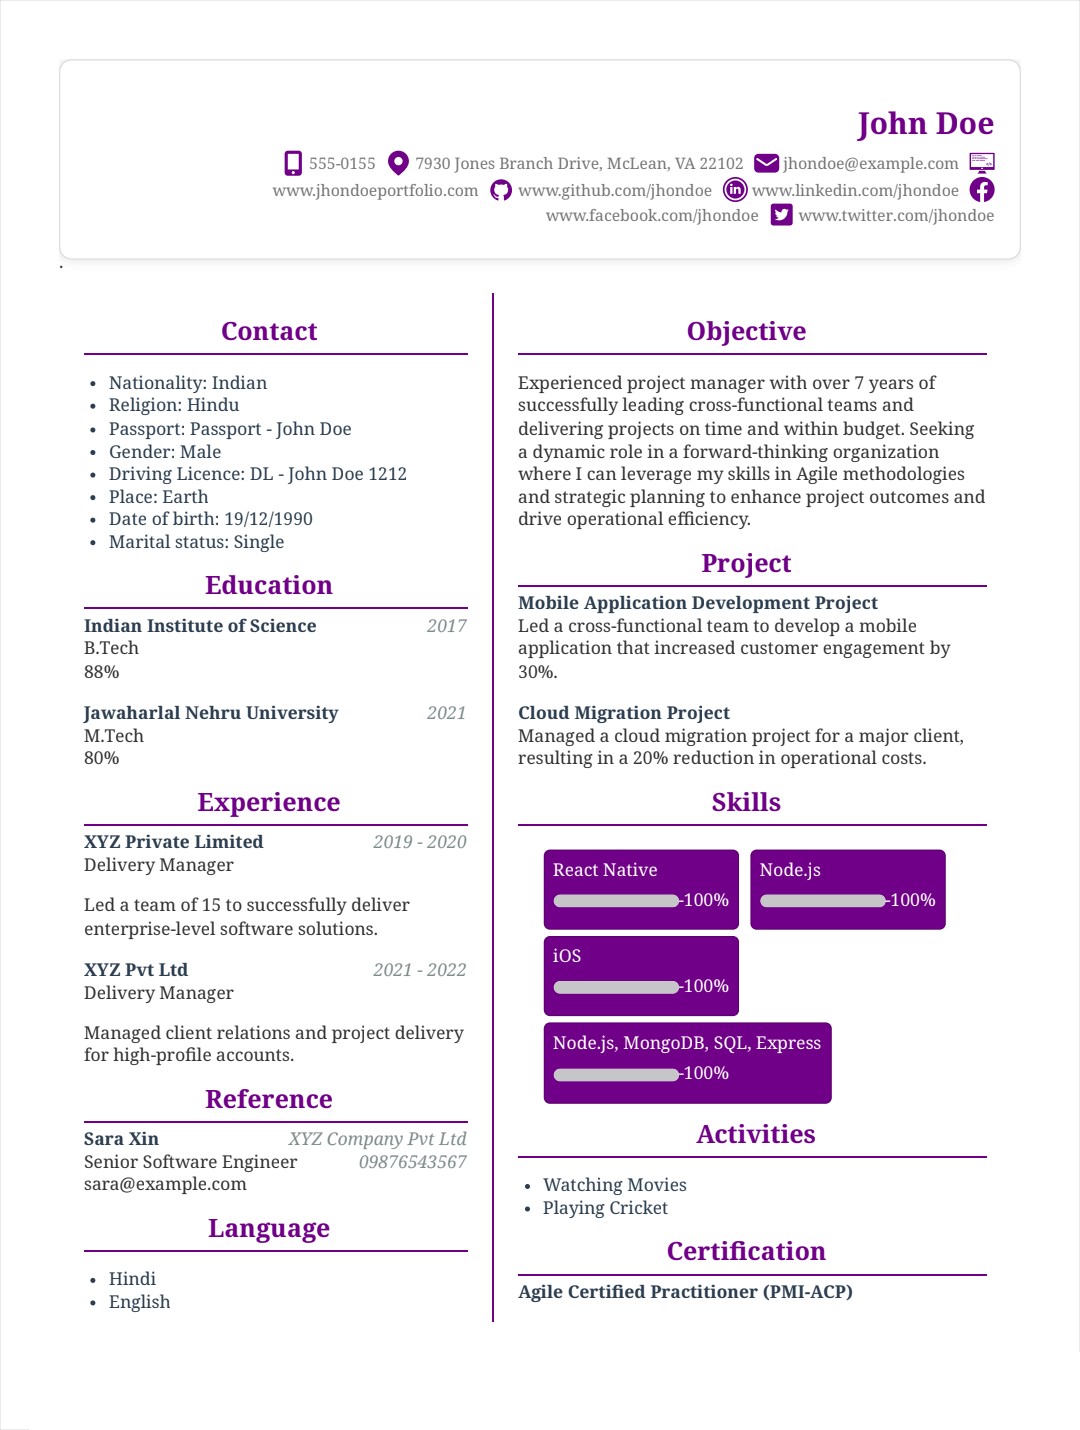 John Doe
555-0155 7930 Jones Branch Drive, McLean, VA 22102 jhondoe@example.com
www.jhondoeportfolio.com www.github.com/jhondoe www.linkedin.com/jhondoe
www.facebook.com/jhondoe www.twitter.com/jhondoe
.
Contact
• Nationality: Indian
• Religion: Hindu
• Passport: Passport - John Doe
• Gender: Male
• Driving Licence: DL - John Doe 1212
• Place: Earth
• Date of birth: 19/12/1990
• Marital status: Single
Education
Indian Institute of Science 2017
B.Tech
88%
Jawaharlal Nehru University 2021
M.Tech
80%
Experience
XYZ Private Limited 2019 - 2020
Delivery Manager
Led a team of 15 to successfully deliver
enterprise-level software solutions.
XYZ Pvt Ltd 2021 - 2022
Delivery Manager
Managed client relations and project delivery
for high-profile accounts.
Reference
Sara Xin XYZ Company Pvt Ltd
Senior Software Engineer 09876543567
sara@example.com
Language
• Hindi
• English
Objective
Experienced project manager with over 7 years of
successfully leading cross-functional teams and
delivering projects on time and within budget. Seeking
a dynamic role in a forward-thinking organization
where I can leverage my skills in Agile methodologies
and strategic planning to enhance project outcomes and
drive operational efficiency.
Project
Mobile Application Development Project
Led a cross-functional team to develop a mobile
application that increased customer engagement by
30%.
Cloud Migration Project
Managed a cloud migration project for a major client,
resulting in a 20% reduction in operational costs.
Skills
React Native Node.js
-100% -100%
iOS
-100%
Node.js, MongoDB, SQL, Express
-100%
Activities
• Watching Movies
• Playing Cricket
Certification
Agile Certified Practitioner (PMI-ACP)